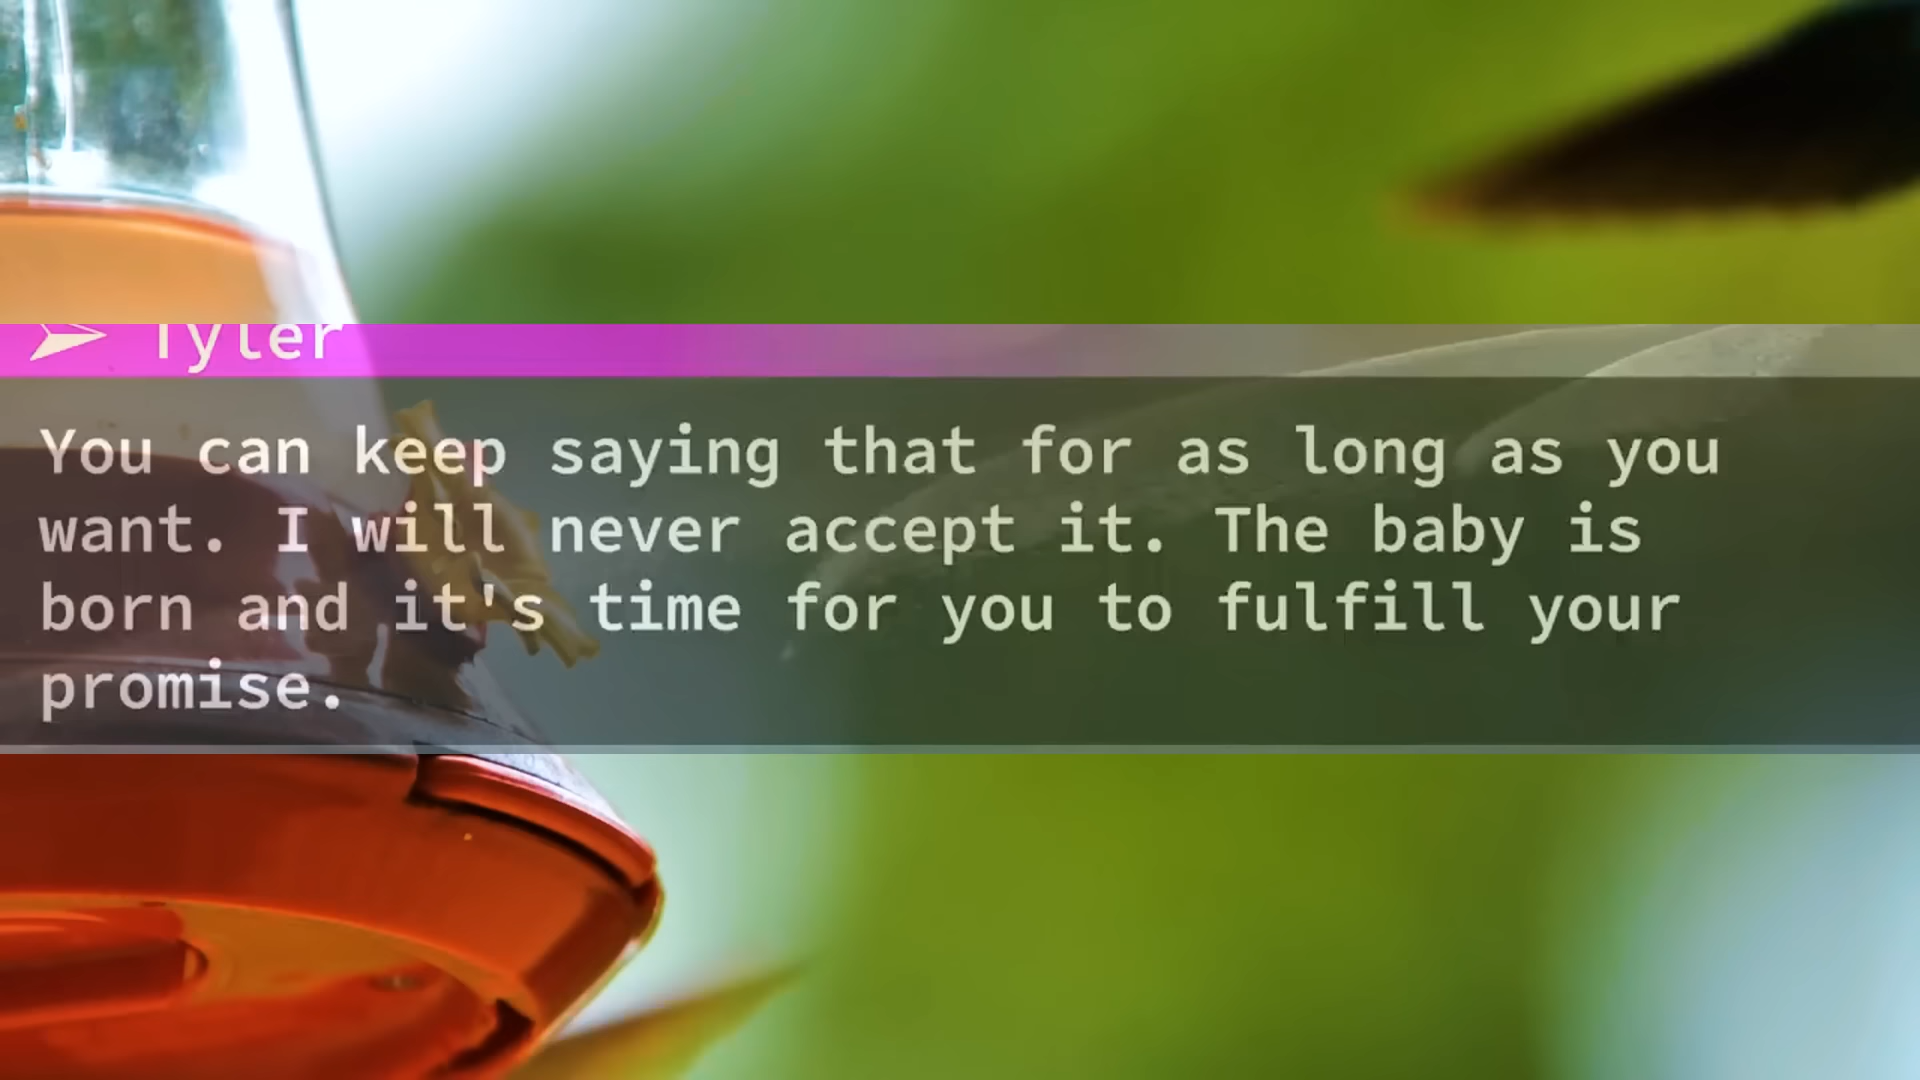 Tyler
You can keep saying that for as long as you
want. I will never accept it. The baby is
born and it's time for you to fulfill your
promise.